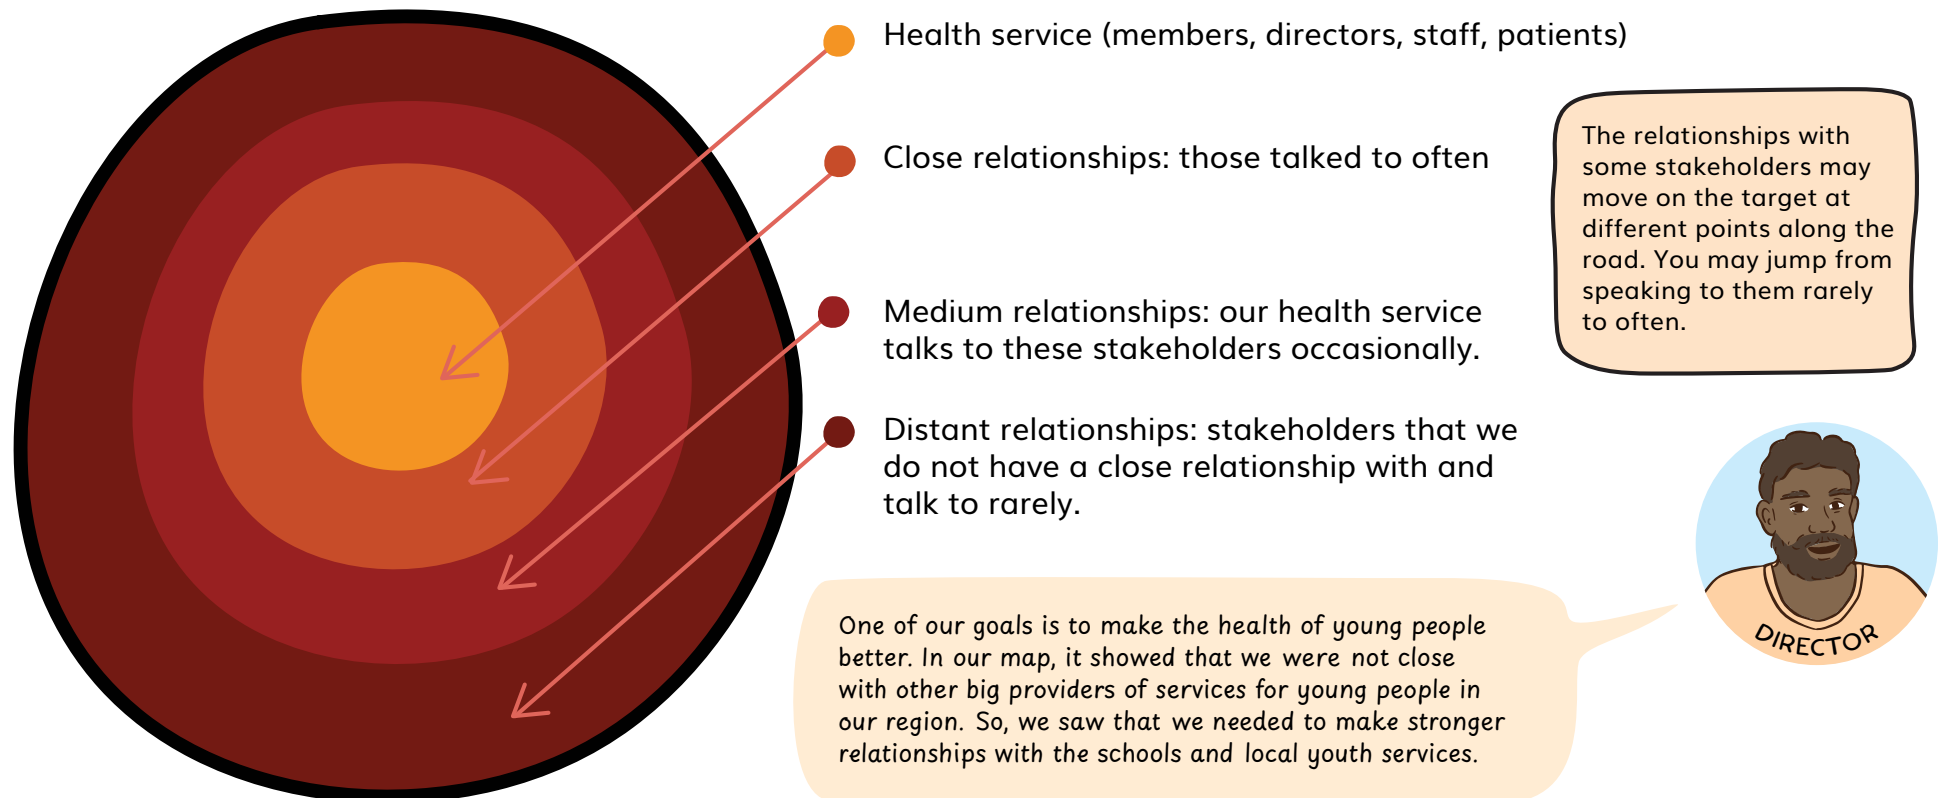 Health service (members, directors, staff, patients)
Close relationships: those talked to often
Medium relationships: our health service
talks to these stakeholders occasionally.
Distant relationships: stakeholders that we
do not have a close relationship with and
talk to rarely.
The relationships with
some stakeholders may
move on the target at
different points along the
road. You may jump from
speaking to them rarely
to often.
One of our goals is to make the health of young people
better. In our map, it showed that we were not close
with other big providers of services for young people in
our region. So, we saw that we needed to make stronger
relationships with the schools and local youth services.
DIRECTOR